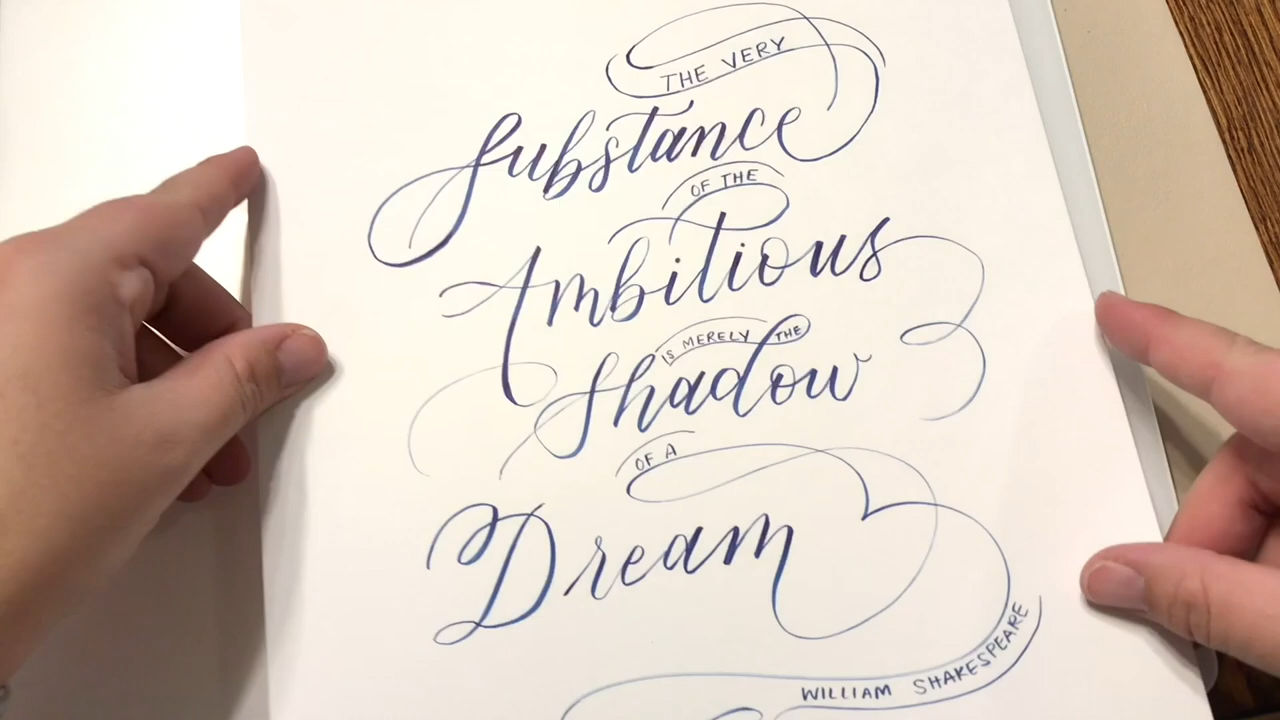 THE VERY
Substance
OF THE
Ambitious
IS MERELY THE
Shadow
OF A
Dream
WILLIAM SHAKESPEARE